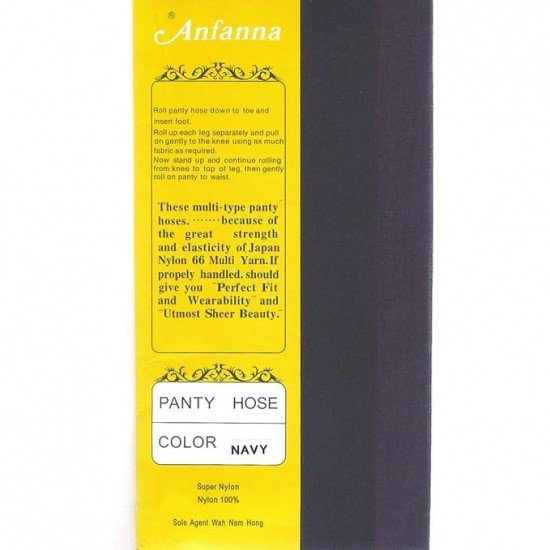 ® Anfanna
Roll panty hose down to toe and
insert foot.
Roll up each leg separately and pull
on gently to the knee using as much
fabric as required.
Now stand up and continue rolling
from knee to top of leg, then gently
roll on panty to waist.
These multi-type panty
hoses. ······· because of
the great strength
and elasticity of Japan
Nylon 66 Multi Yarn. If
propely handled. should
give you "Perfect Fit
and Wearability" and
"Utmost Sheer Beauty."
PANTY HOSE
COLOR NAVY
Super Nylon
Nylon 100%
Sole Agent Wah Nam Hong